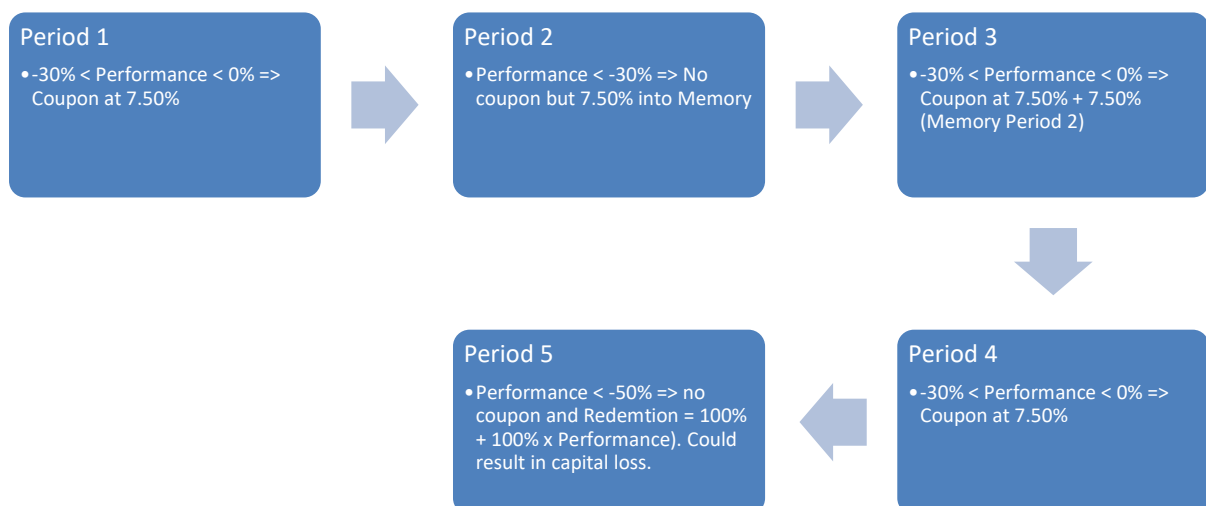 Period 1
•-30% < Performance < 0% =>
Coupon at 7.50%
Period 2
•Performance < -30% => No
coupon but 7.50% into Memory
Period 3
•-30% < Performance < 0% =>
Coupon at 7.50% + 7.50%
(Memory Period 2)
Period 4
•-30% < Performance < 0% =>
Coupon at 7.50%
Period 5
•Performance < -50% => no
coupon and Redemtion = 100%
+ 100% x Performance). Could
result in capital loss.